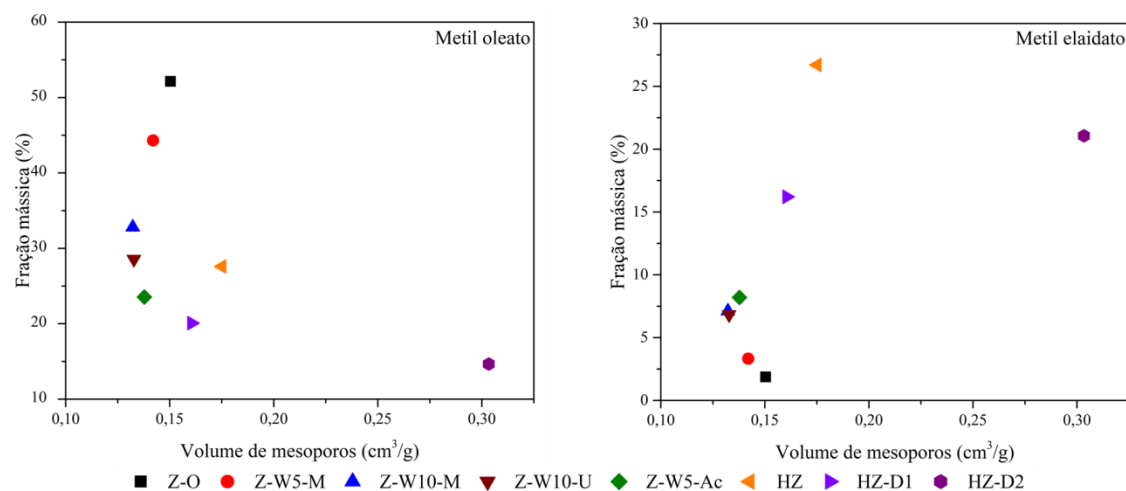 Metil oleato
Fração mássica (%)
60
50
40
30
20
10
0,10 0,15 0,20 0,25 0,30
Volume de mesoporos (cm³/g)
Metil elaidato
Fração mássica (%)
30
25
20
15
10
5
0
0,10 0,15 0,20 0,25 0,30
Volume de mesoporos (cm³/g)
Z-O Z-W5-M Z-W10-M Z-W10-U Z-W5-Ac HZ HZ-D1 HZ-D2